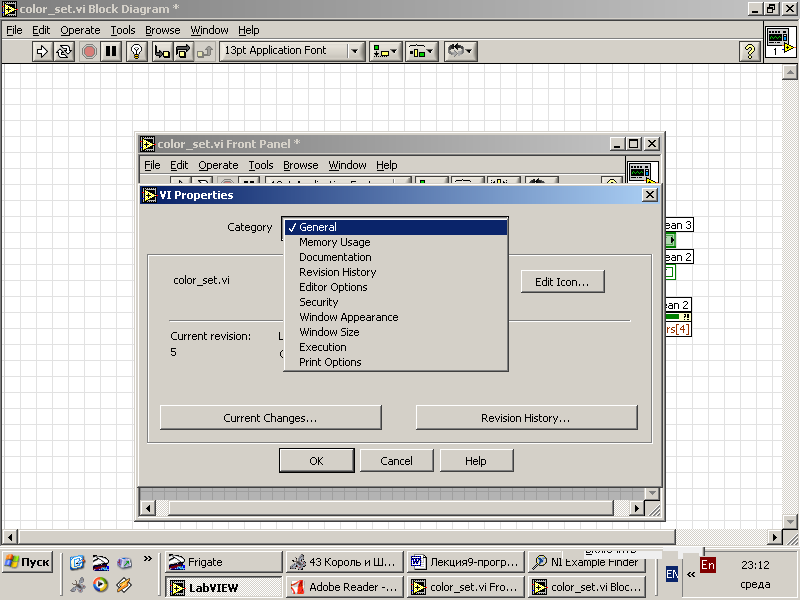 color_set.vi Block Diagram *
File Edit Operate Tools Browse Window Help
13pt Application Font
1
color_set.vi Front Panel *
File Edit Operate Tools Browse Window Help
VI Properties
Category
General
Memory Usage
Documentation
Revision History
Editor Options
Security
Window Appearance
Window Size
Execution
Print Options
color_set.vi
Edit Icon...
Current revision:
5
Current Changes...
Revision History...
OK Cancel Help
ean 3
ean 2
ean 2
rs[4]
Пуск
Frigate
43 Король и Ш...
Лекция9-прогр...
NI Example Finder
LabVIEW
Adobe Reader -...
color_set.vi Fro...
color_set.vi Bloc...
EN
En
23:12
среда